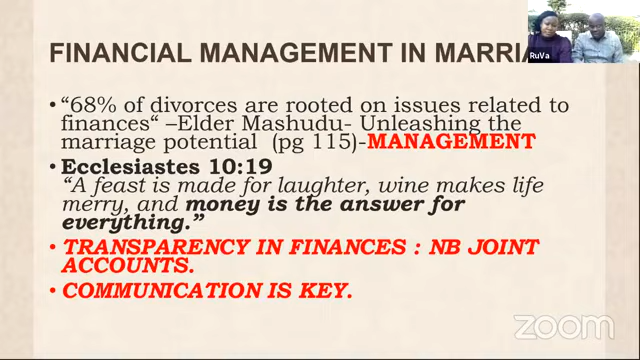 FINANCIAL MANAGEMENT IN MARRIA
RuVa
• “68% of divorces are rooted on issues related to
finances“ –Elder Mashudu- Unleashing the
marriage potential (pg 115)-MANAGEMENT
• Ecclesiastes 10:19
“A feast is made for laughter, wine makes life
merry, and money is the answer for
everything.”
• TRANSPARENCY IN FINANCES : NB JOINT
ACCOUNTS.
• COMMUNICATION IS KEY.
zoom